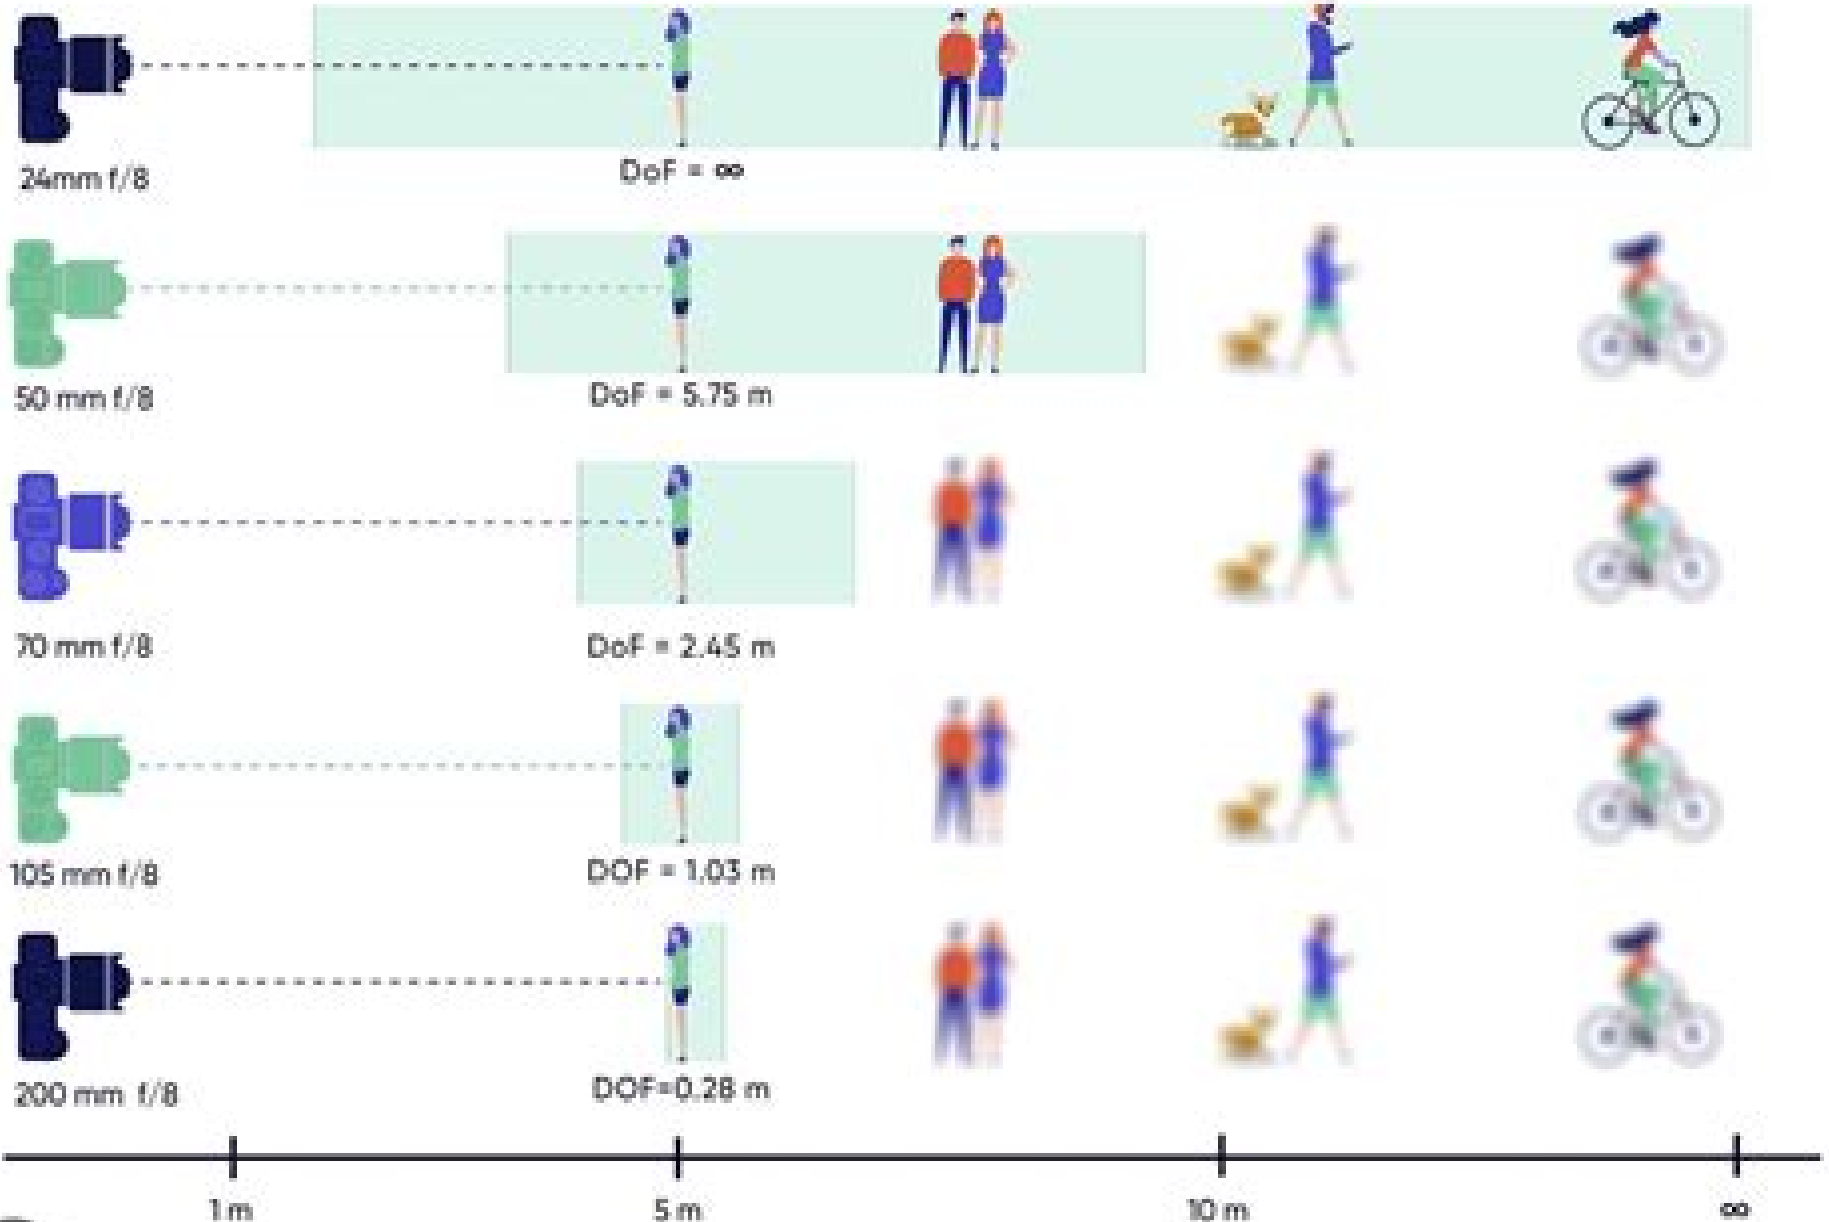 24mm f/8
DoF = ∞
50 mm f/8
DoF = 5.75 m
70 mm f/8
DoF = 2.45 m
105 mm f/8
DOF = 1.03 m
200 mm f/8
DOF=0.28 m
1 m
5 m
10 m
∞